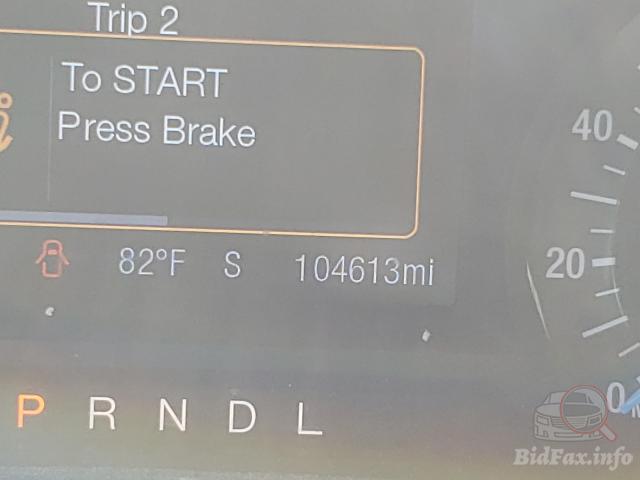 Trip 2
To START
Press Brake
40
82°F S 104613mi
20
P R N D L
0
BidFax.info